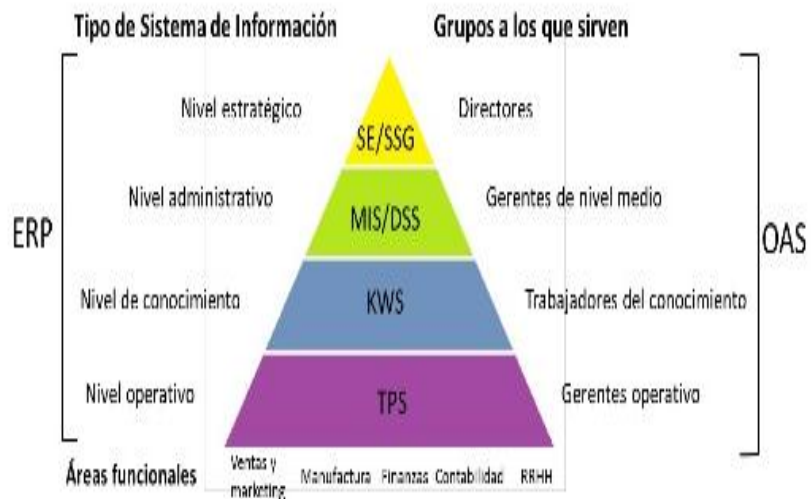 Tipo de Sistema de Información Grupos a los que sirven
Nivel estratégico SE/SSG Directores
Nivel administrativo MIS/DSS Gerentes de nivel medio
ERP OAS
Nivel de conocimiento KWS Trabajadores del conocimiento
Nivel operativo TPS Gerentes operativo
Áreas funcionales Ventas y marketing Manufactura Finanzas Contabilidad RRHH